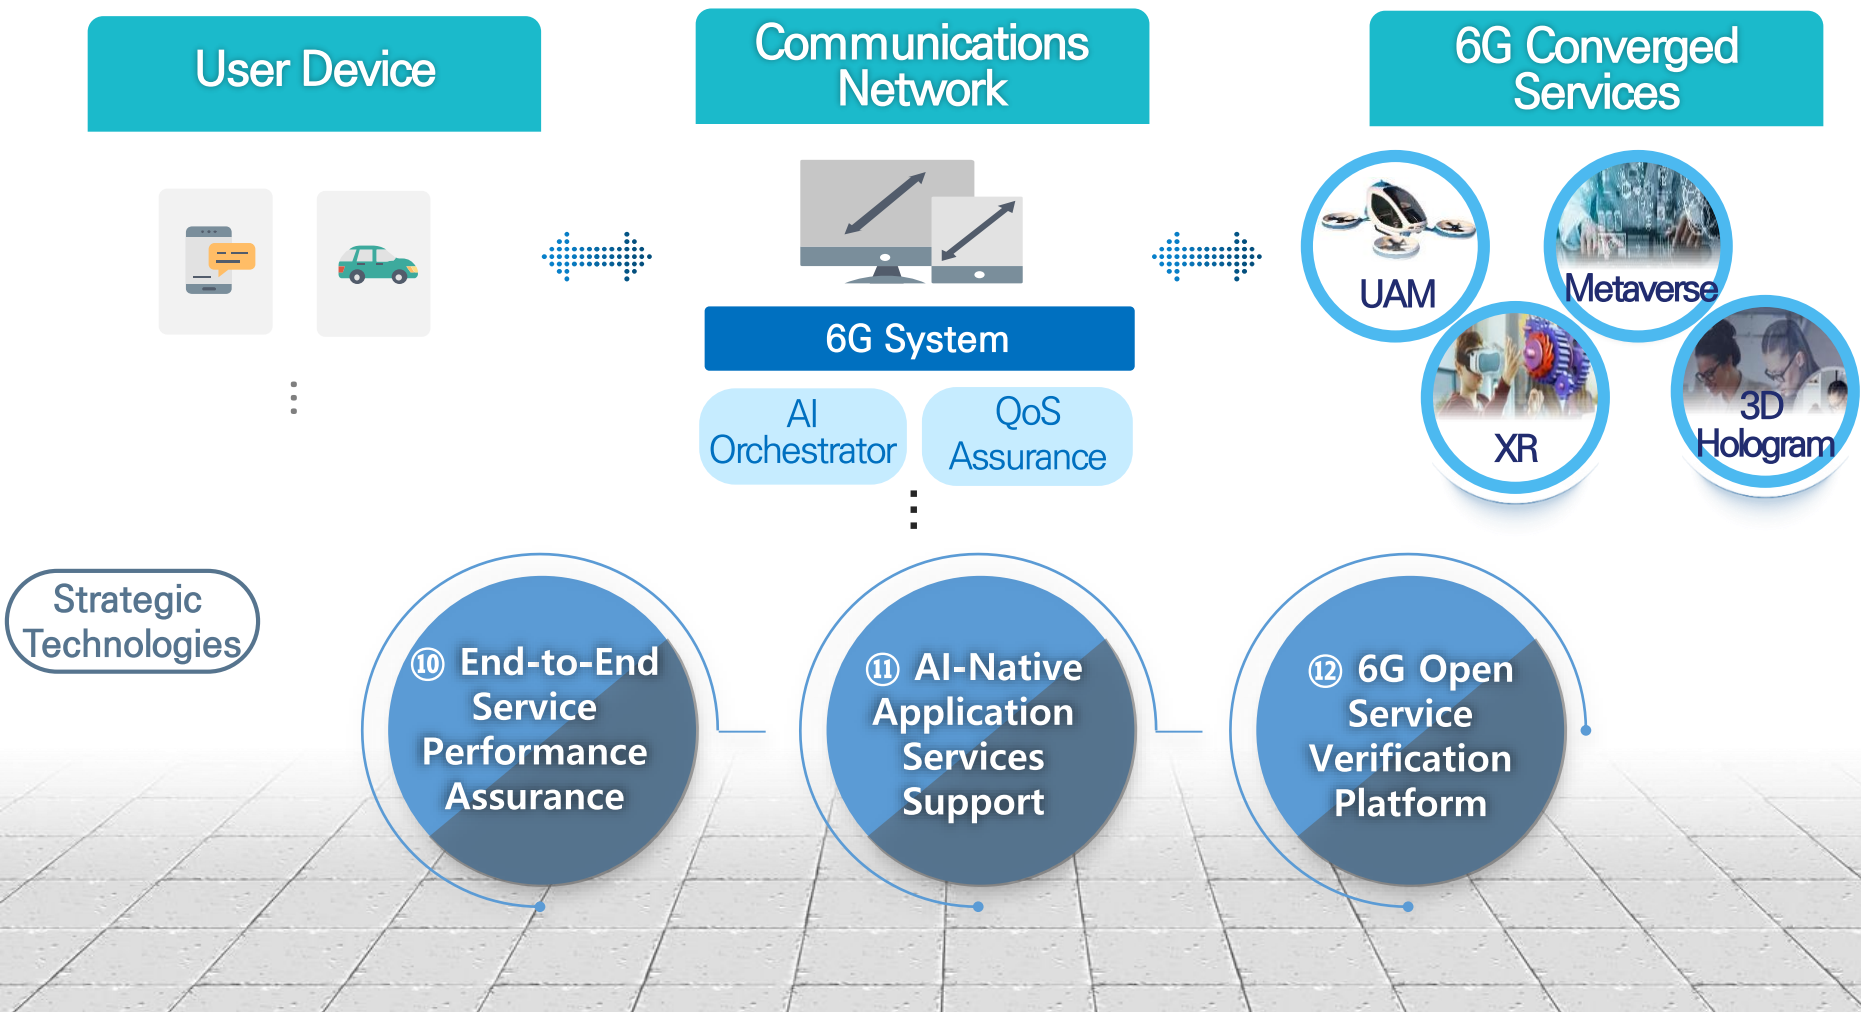 User Device
Communications
Network
6G Converged
Services
UAM
Metaverse
6G System
AI
Orchestrator
QoS
Assurance
XR
3D
Hologram
Strategic
Technologies
⑩ End-to-End
Service
Performance
Assurance
⑪ AI-Native
Application
Services
Support
⑫ 6G Open
Service
Verification
Platform